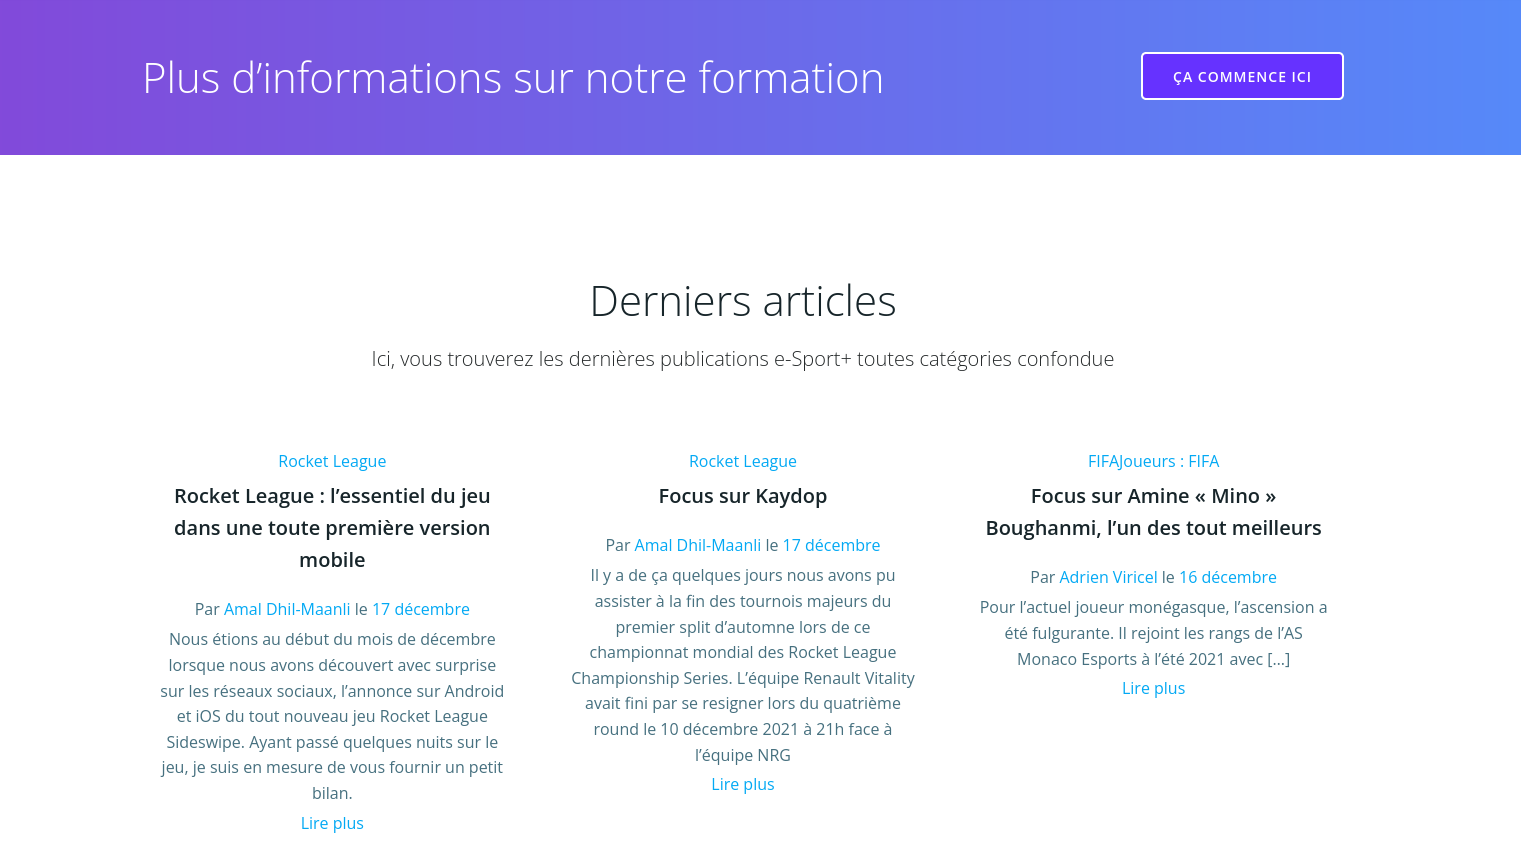 Plus d’informations sur notre formation
ÇA COMMENCE ICI
Derniers articles
Ici, vous trouverez les dernières publications e-Sport+ toutes catégories confondue
Rocket League
Rocket League : l’essentiel du jeu
dans une toute première version
mobile
Par Amal Dhil-Maanli le 17 décembre
Nous étions au début du mois de décembre
lorsque nous avons découvert avec surprise
sur les réseaux sociaux, l’annonce sur Android
et iOS du tout nouveau jeu Rocket League
Sideswipe. Ayant passé quelques nuits sur le
jeu, je suis en mesure de vous fournir un petit
bilan.
Lire plus
Rocket League
Focus sur Kaydop
Par Amal Dhil-Maanli le 17 décembre
Il y a de ça quelques jours nous avons pu
assister à la fin des tournois majeurs du
premier split d’automne lors de ce
championnat mondial des Rocket League
Championship Series. L’équipe Renault Vitality
avait fini par se resigner lors du quatrième
round le 10 décembre 2021 à 21h face à
l’équipe NRG
Lire plus
FIFAJoueurs : FIFA
Focus sur Amine « Mino »
Boughanmi, l’un des tout meilleurs
Par Adrien Viricel le 16 décembre
Pour l’actuel joueur monégasque, l’ascension a
été fulgurante. Il rejoint les rangs de l’AS
Monaco Esports à l’été 2021 avec [...]
Lire plus